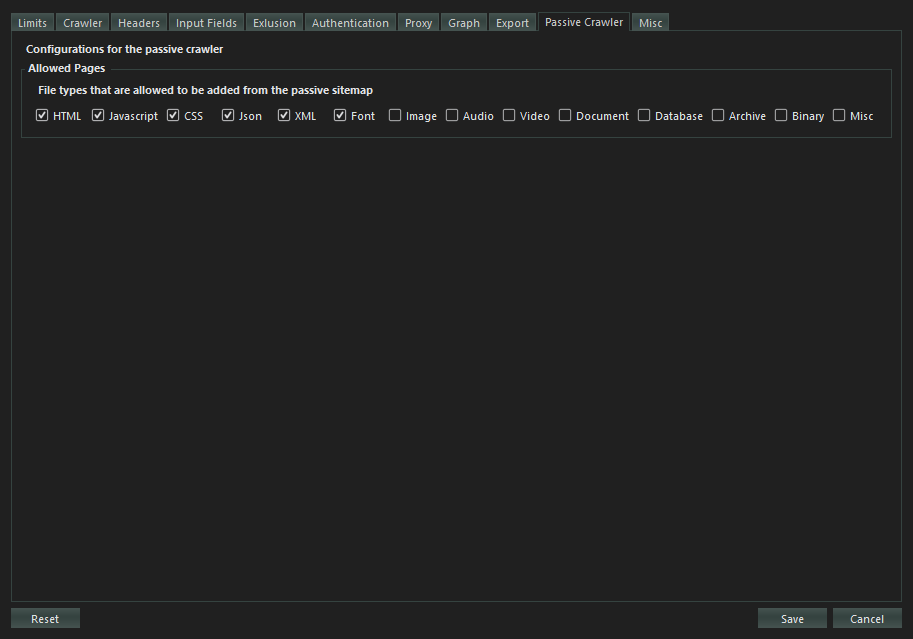 Limits Crawler Headers Input Fields Exlusion Authentication Proxy Graph Export Passive Crawler Misc
Configurations for the passive crawler
Allowed Pages
File types that are allowed to be added from the passive sitemap
HTML Javascript CSS Json XML Font Image Audio Video Document Database Archive Binary Misc
Reset Save Cancel